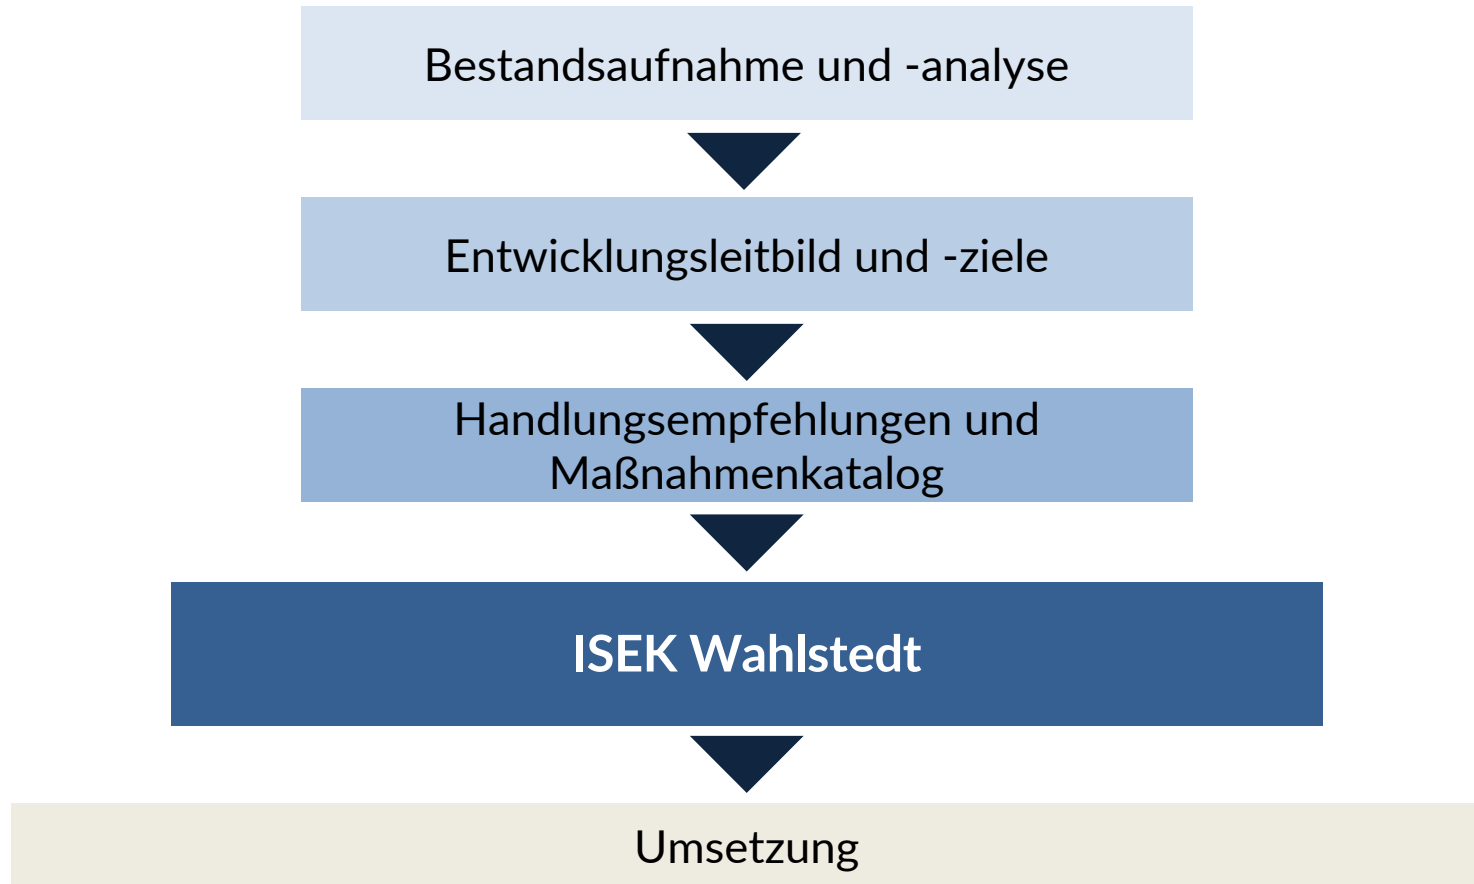 Bestandsaufnahme und -analyse
Entwicklungsleitbild und -ziele
Handlungsempfehlungen und
Maßnahmenkatalog
ISEK Wahlstedt
Umsetzung